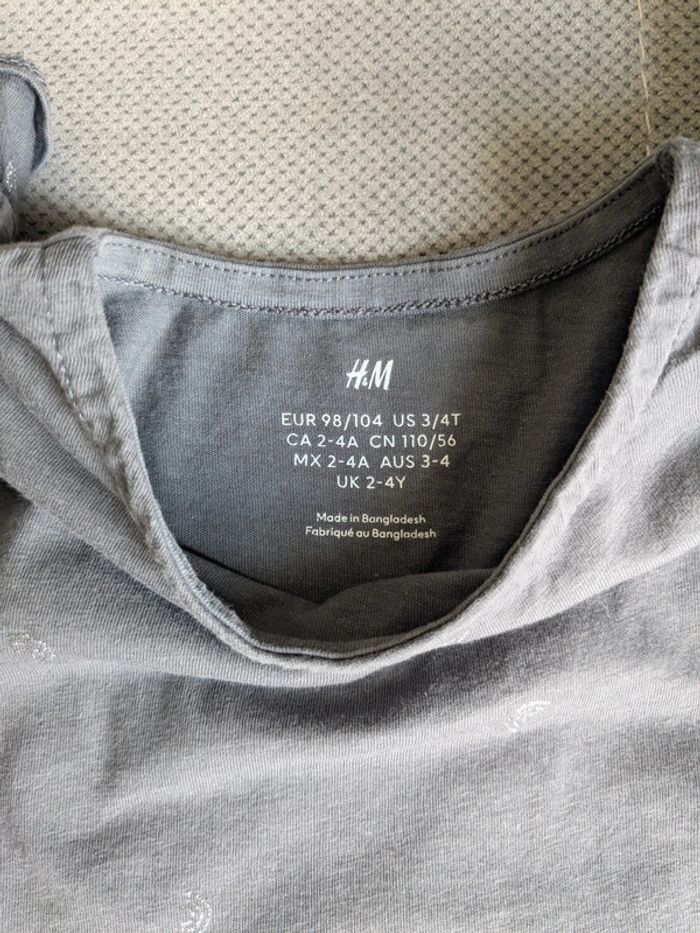 H&M
EUR 98/104 US 3/4T
CA 2-4A CN 110/56
MX 2-4A AUS 3-4
UK 2-4Y
Made in Bangladesh
Fabriqué au Bangladesh